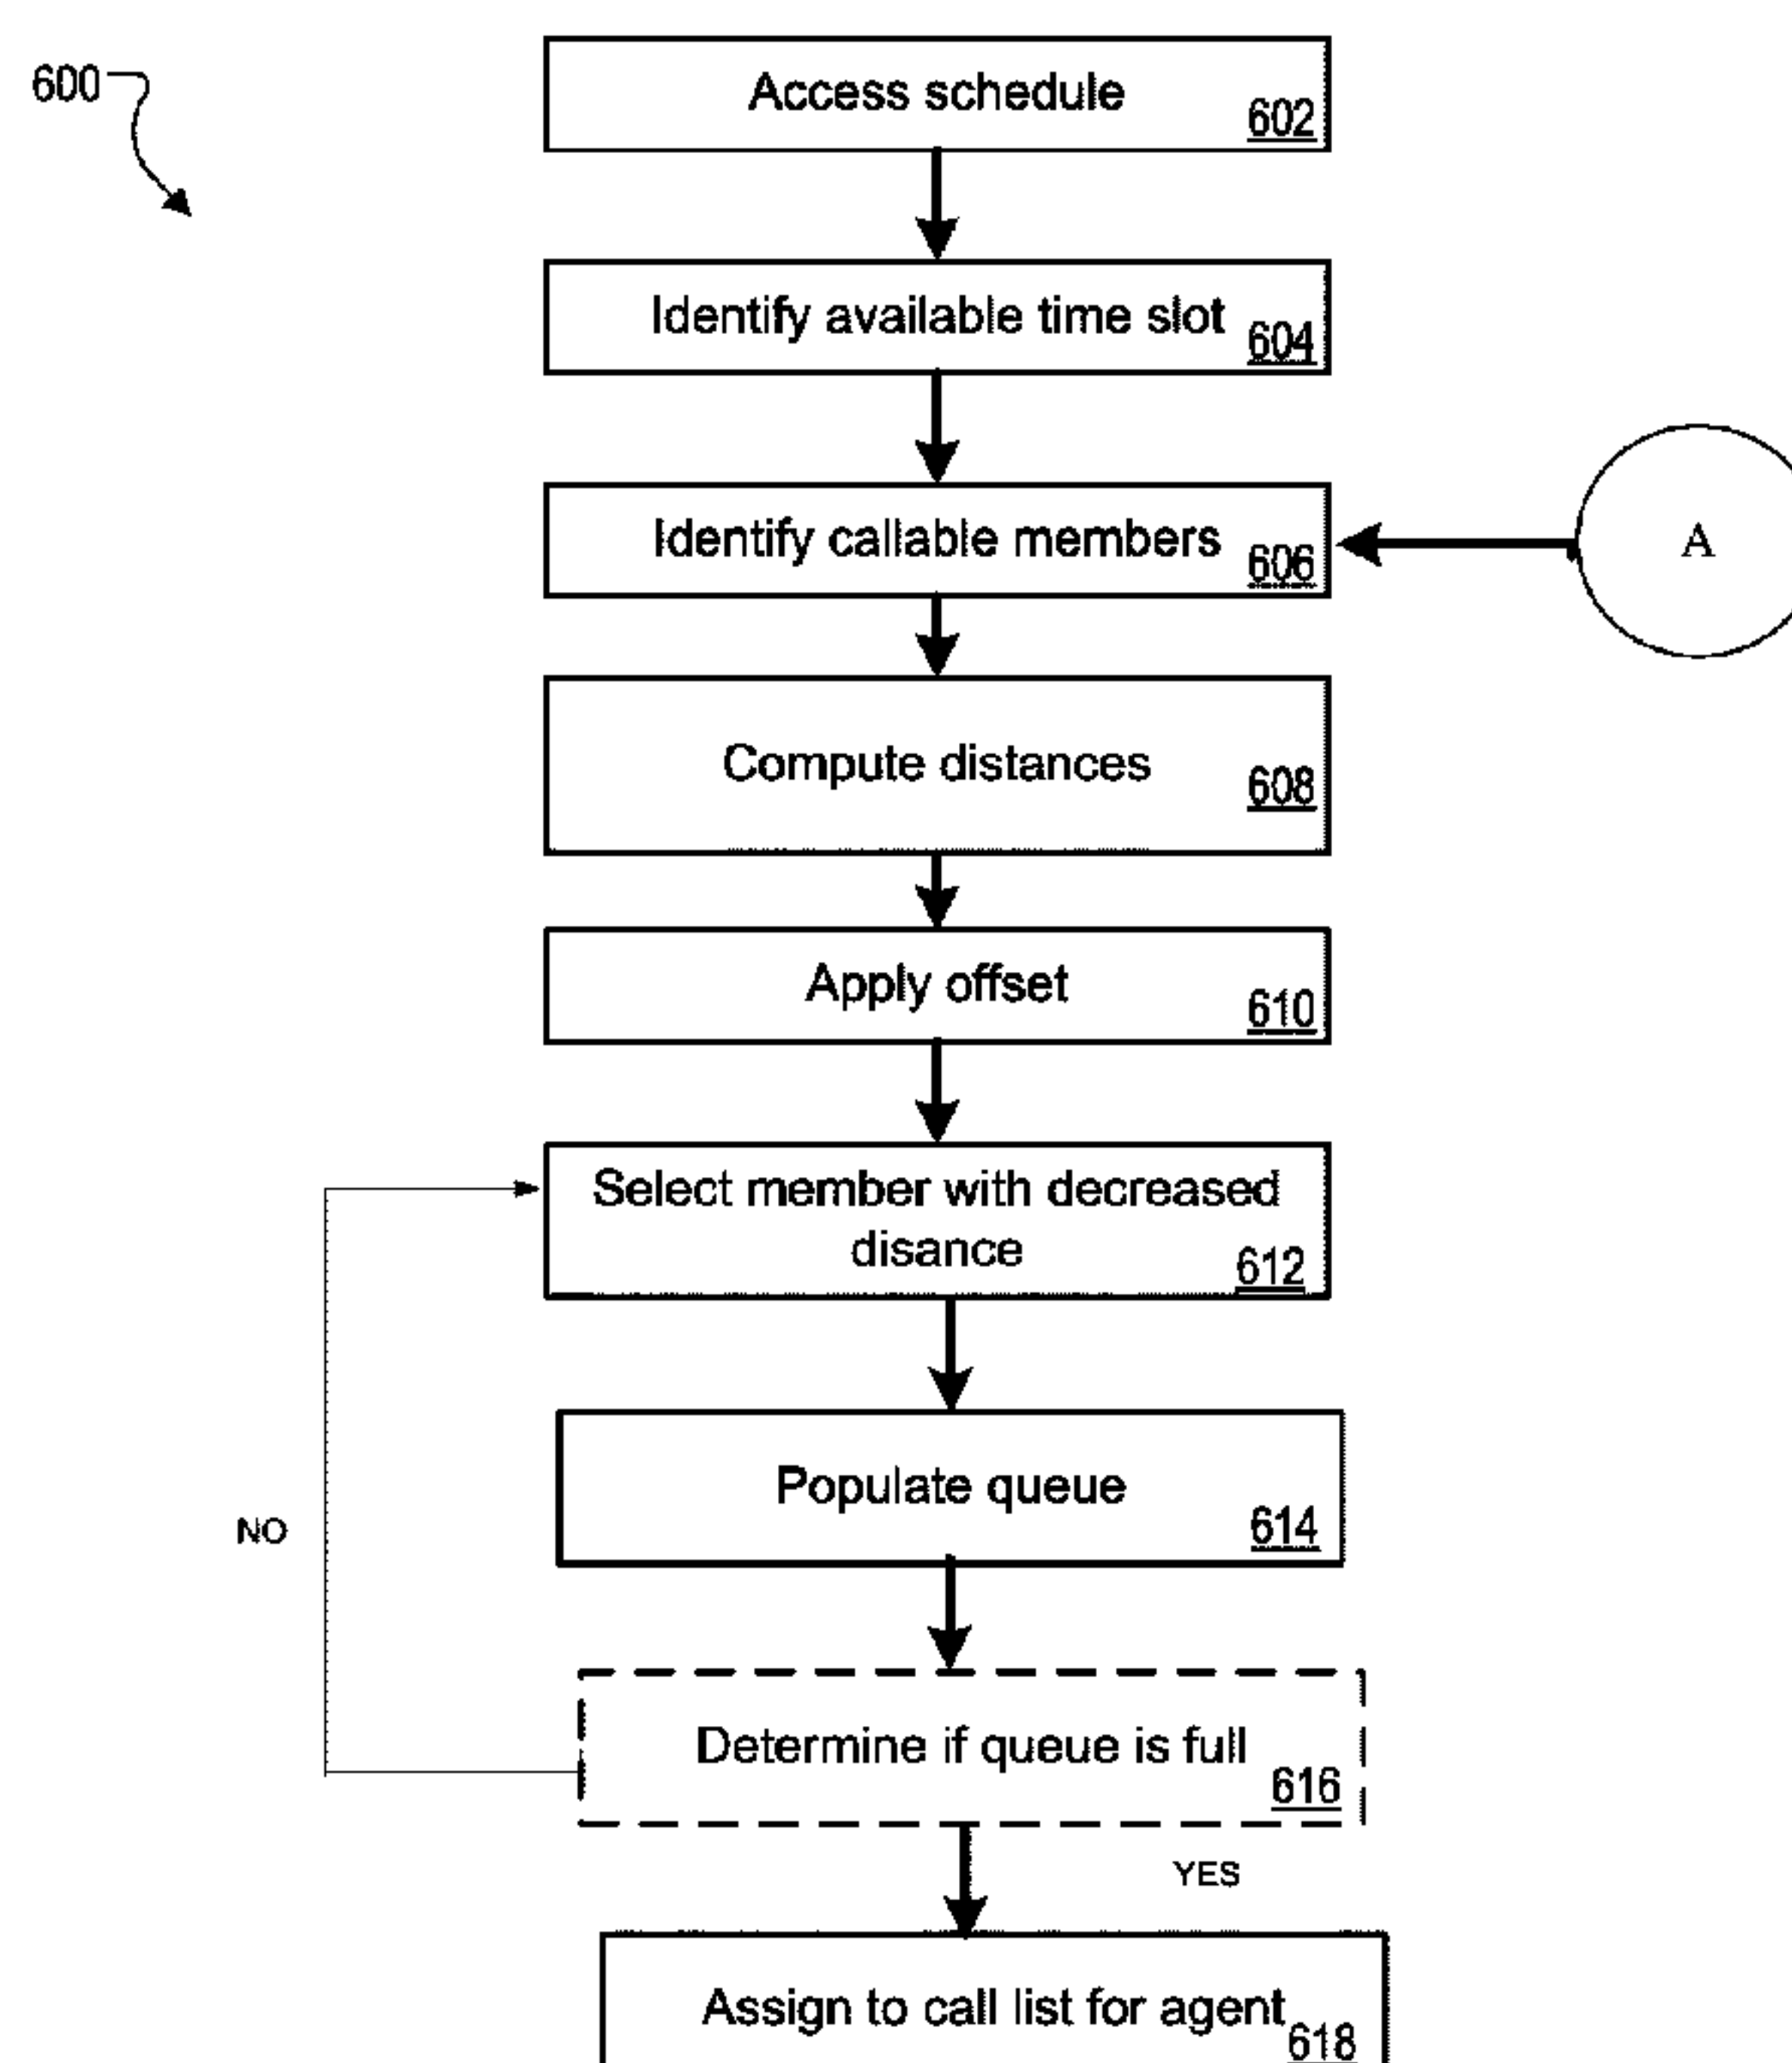 600
Access schedule
602
Identify available time slot
604
Identify callable members
606
A
Compute distances
608
Apply offset
610
Select member with decreased
disance
612
Populate queue
614
NO
Determine if queue is full
616
YES
Assign to call list for agent
618